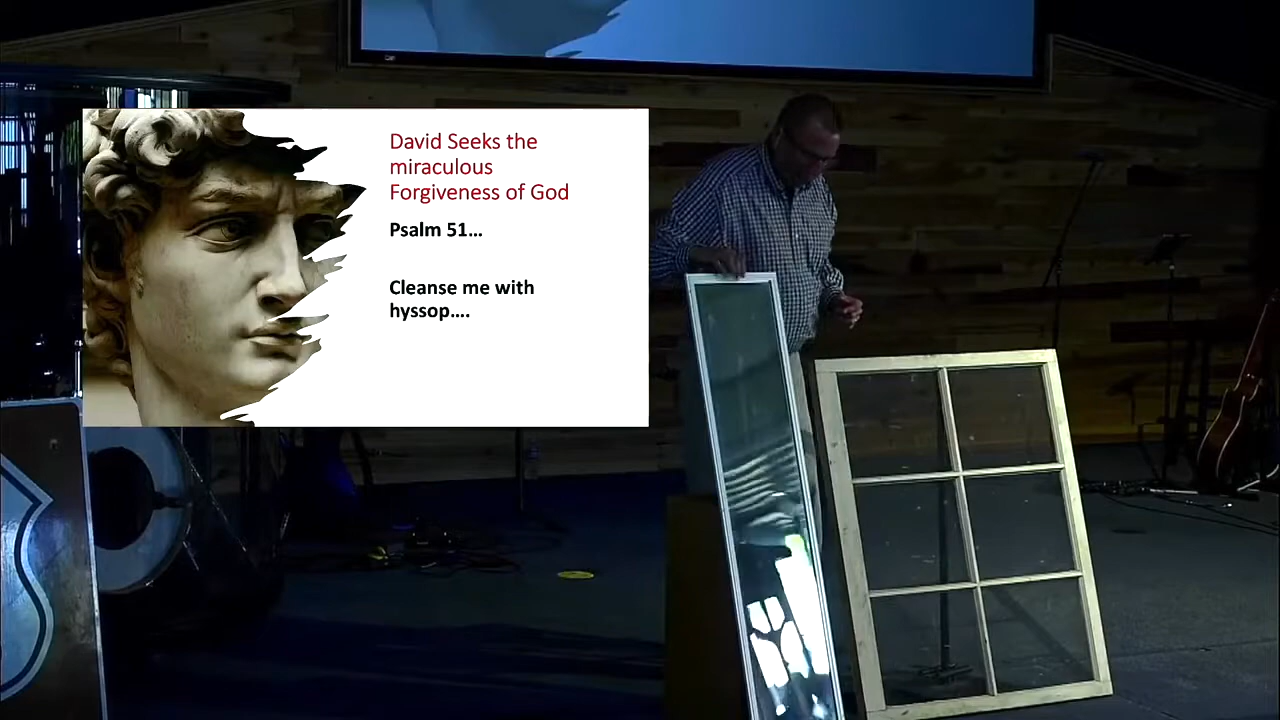 David Seeks the
miraculous
Forgiveness of God
Psalm 51...
Cleanse me with
hyssop....